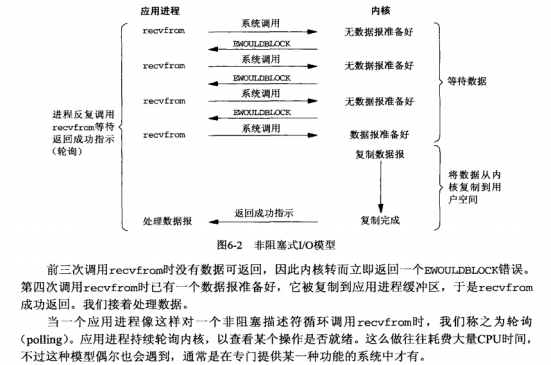 应用进程 内核
系统调用
recvfrom 无数据报准备好
EWOULDBLOCK
系统调用
recvfrom 无数据报准备好
EWOULDBLOCK
系统调用
recvfrom 无数据报准备好
EWOULDBLOCK
系统调用
recvfrom 数据报准备好
进程反复调用
recvfrom等待
返回成功指示
(轮询)
等待数据
复制数据报
将数据从内
核复制到用
户空间
返回成功指示
处理数据报 复制完成
图6-2 非阻塞式I/O模型
前三次调用recvfrom时没有数据可返回,因此内核转而立即返回一个EWOULDBLOCK错误。
第四次调用recvfrom时已有一个数据报准备好,它被复制到应用进程缓冲区,于是recvfrom
成功返回。我们接着处理数据。
当一个应用进程像这样对一个非阻塞描述符循环调用recvfrom时,我们称之为轮询
(polling)。应用进程持续轮询内核,以查看某个操作是否就绪。这么做往往耗费大量CPU时间,
不过这种模型偶尔也会遇到,通常是在专门提供某一种功能的系统中才有。